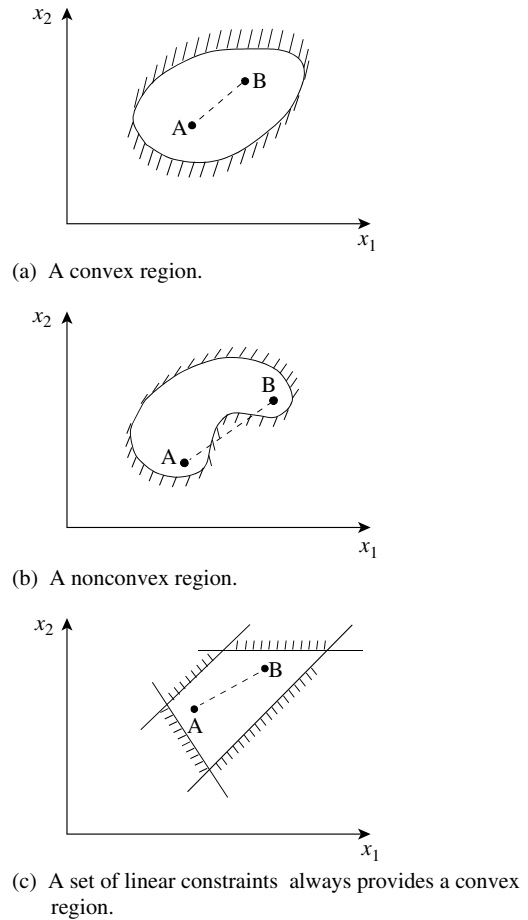 x2
B
A
x1
(a) A convex region.
x2
B
A
x1
(b) A nonconvex region.
x2
B
A
x1
(c) A set of linear constraints always provides a convex
region.